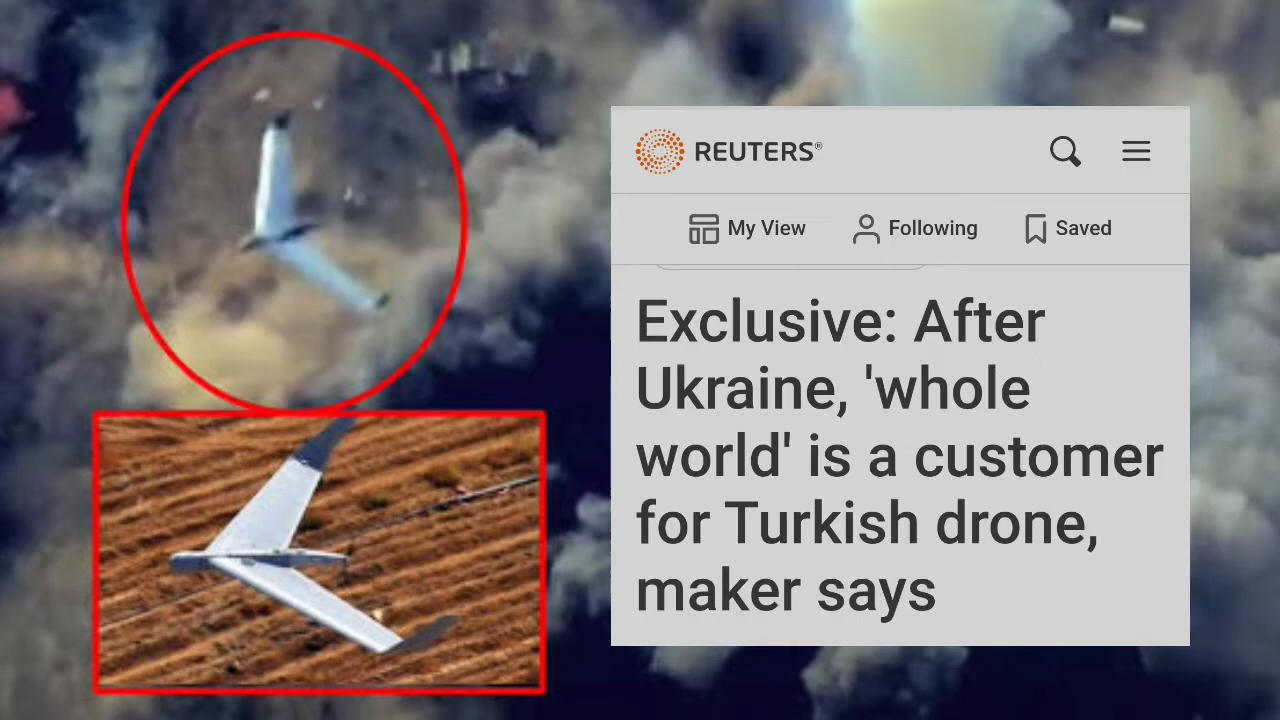 REUTERS®
My View Following Saved
Exclusive: After
Ukraine, 'whole
world' is a customer
for Turkish drone,
maker says